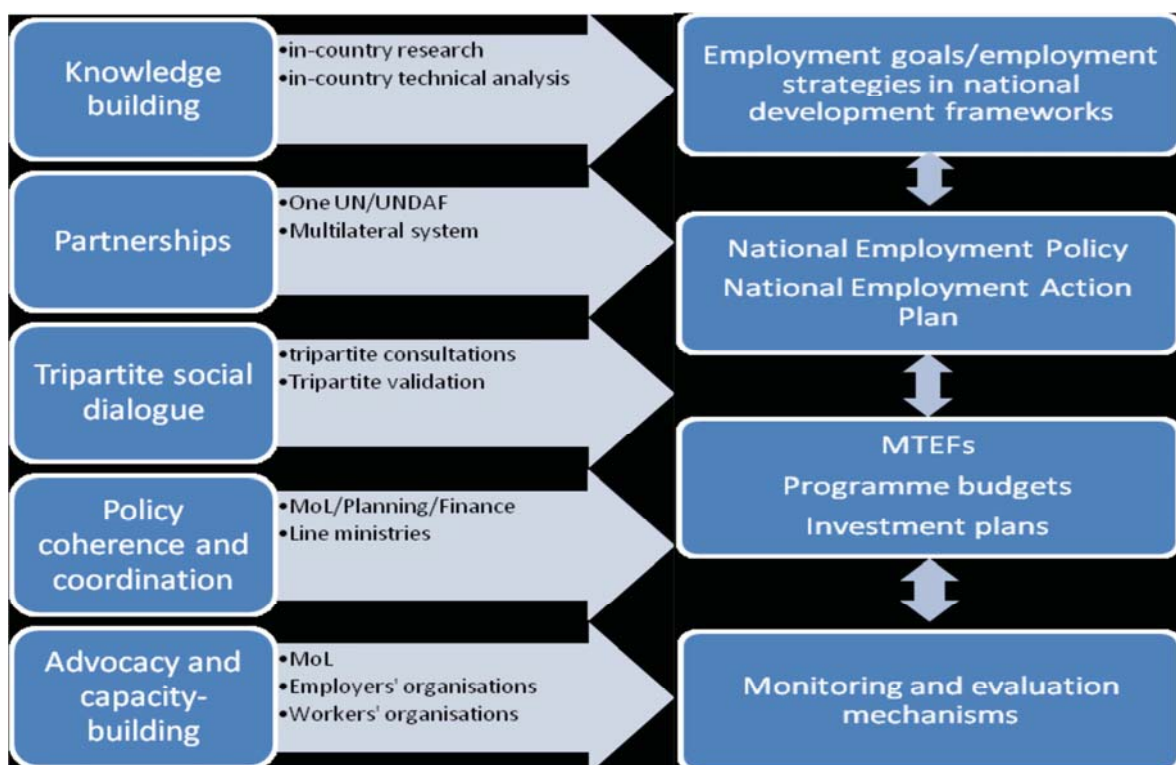 Knowledge
building
•in-country research
•in-country technical analysis
Employment goals/employment
strategies in national
development frameworks
Partnerships
•One UN/UNDAF
•Multilateral system
National Employment Policy
National Employment Action
Plan
Tripartite social
dialogue
•tripartite consultations
•Tripartite validation
MTEFs
Programme budgets
Investment plans
Policy
coherence and
coordination
•MoL/Planning/Finance
•Line ministries
Advocacy and
capacity-
building
•MoL
•Employers' organisations
•Workers' organisations
Monitoring and evaluation
mechanisms